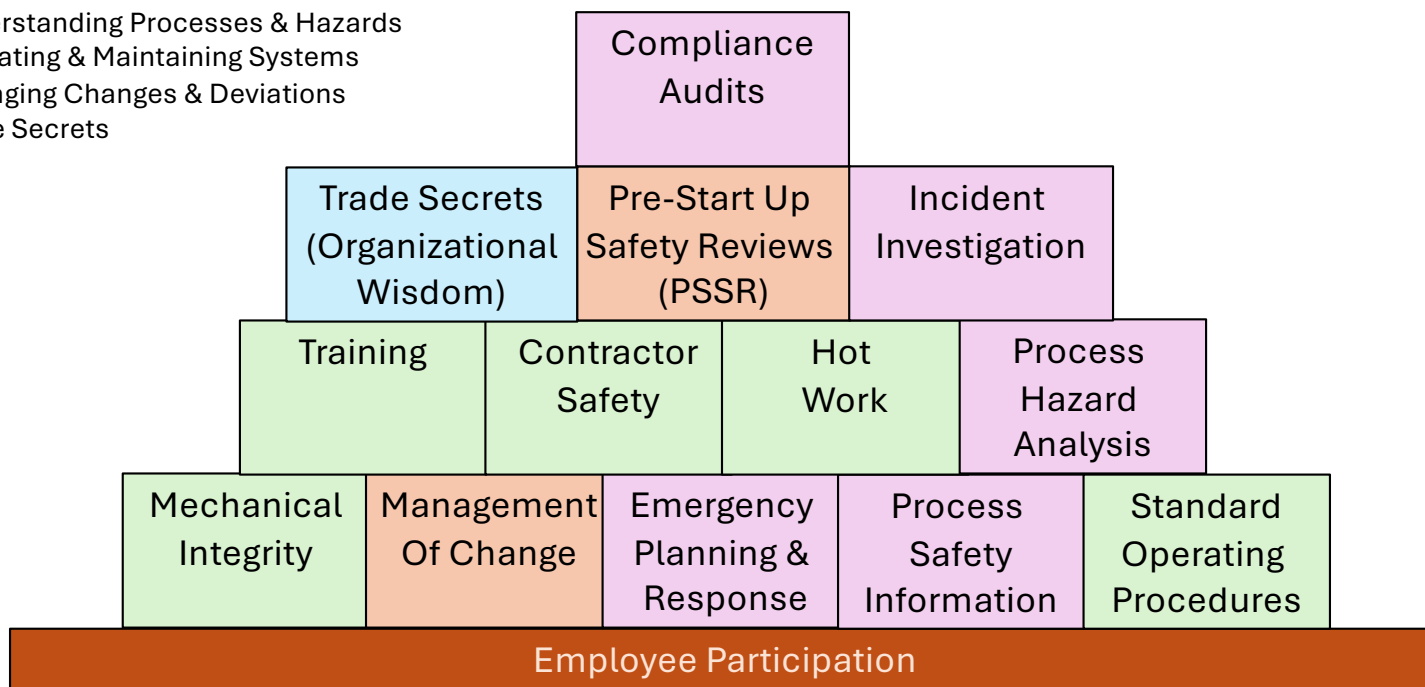 erstanding Processes & Hazards
ating & Maintaining Systems
ging Changes & Deviations
e Secrets
Compliance
Audits
Trade Secrets
(Organizational
Wisdom)
Pre-Start Up
Safety Reviews
(PSSR)
Incident
Investigation
Training
Contractor
Safety
Hot
Work
Process
Hazard
Analysis
Mechanical
Integrity
Management
Of Change
Emergency
Planning &
Response
Process
Safety
Information
Standard
Operating
Procedures
Employee Participation